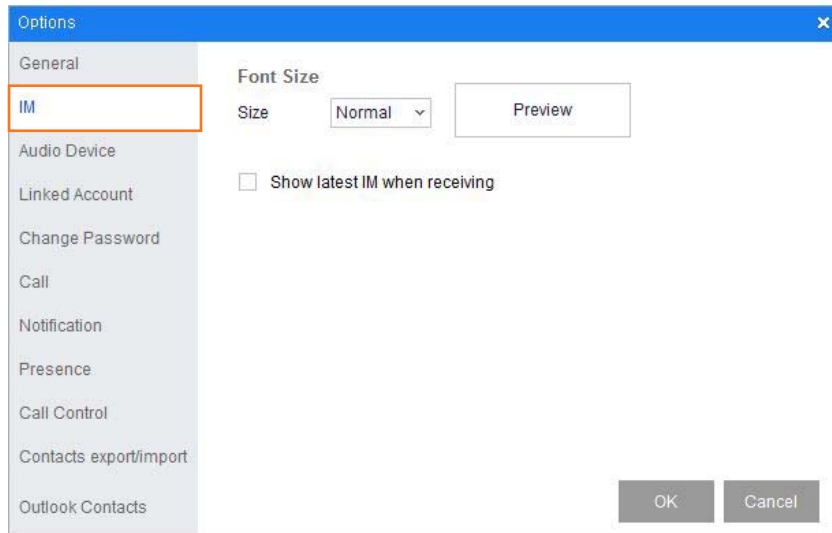 Options
General
IM
Audio Device
Linked Account
Change Password
Call
Notification
Presence
Call Control
Contacts export/import
Outlook Contacts
Font Size
Size Normal Preview
Show latest IM when receiving
OK Cancel